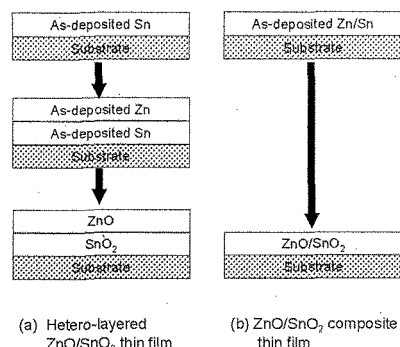 As-deposited Sn
Substrate
As-deposited Zn
As-deposited Sn
Substrate
ZnO
SnO₂
Substrate
(a) Hetero-layered
ZnO/SnO₂ thin film
As-deposited Zn/Sn
Substrate
ZnO/SnO₂
Substrate
(b) ZnO/SnO₂ composite
thin film